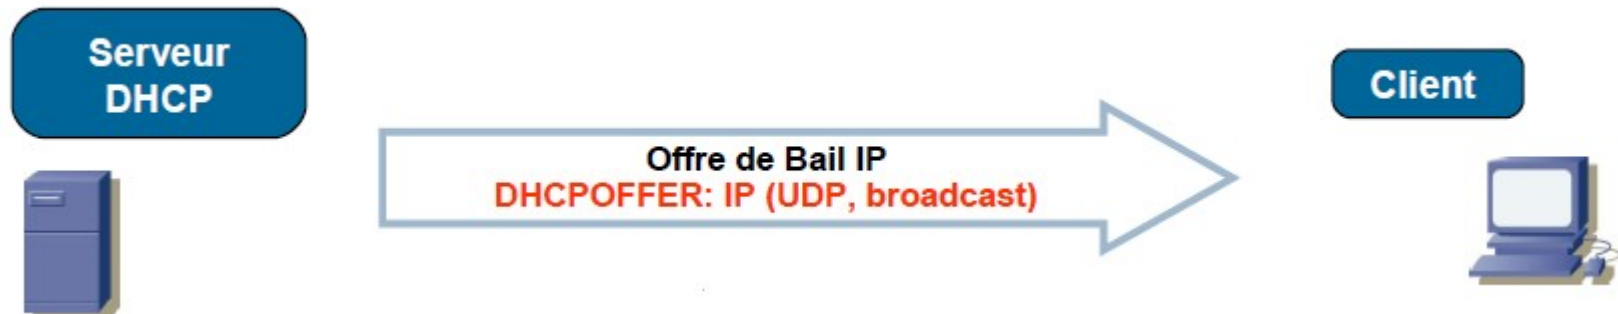 Serveur
DHCP
Client
Offre de Bail IP
DHCPOFFER: IP (UDP, broadcast)